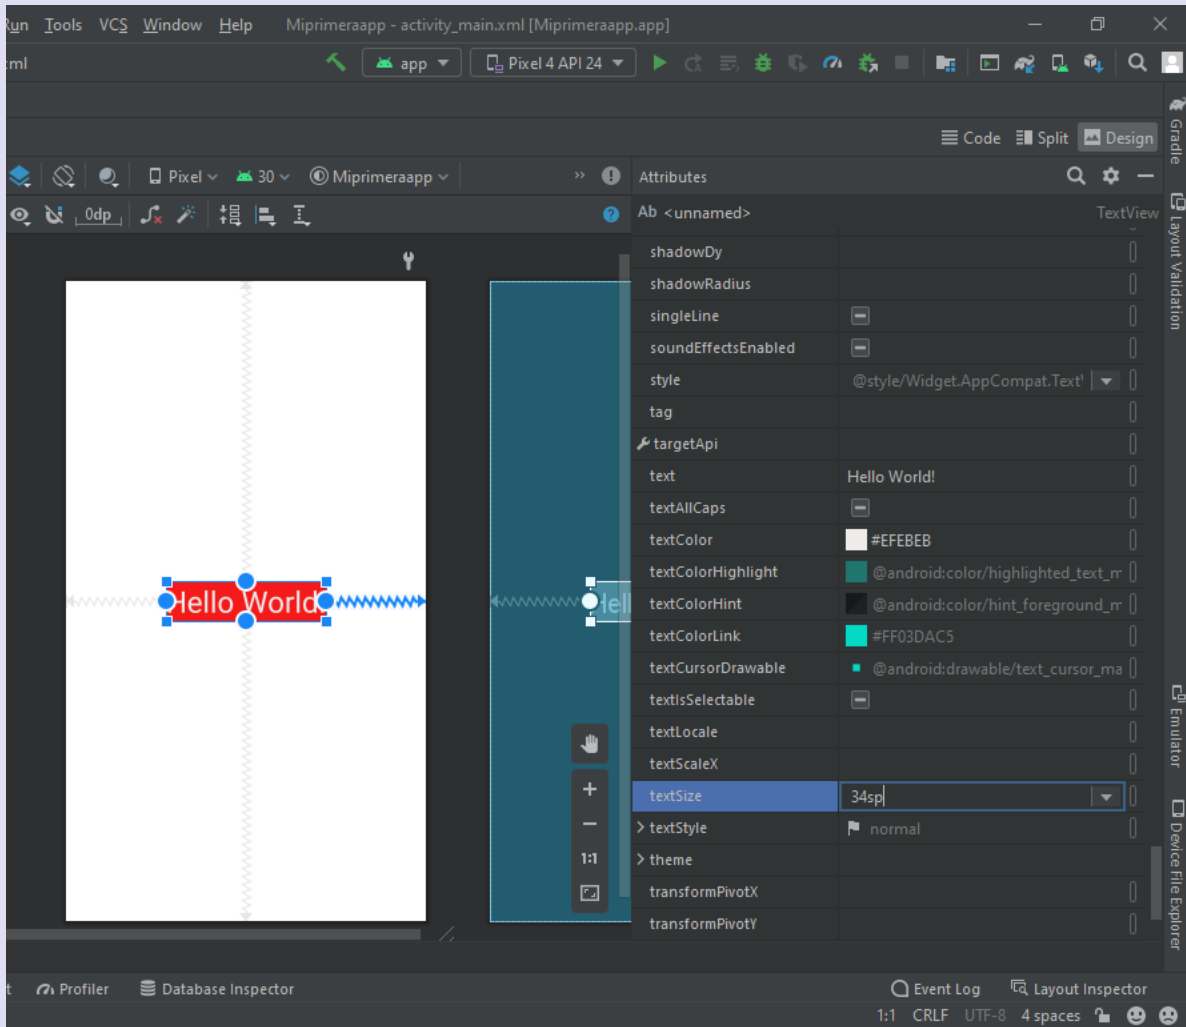 Run Tools VCS Window Help Miprimeraapp - activity_main.xml [Miprimeraapp.app]
ml app Pixel 4 API 24
Code Split Design
Pixel 30 Miprimeraapp » Attributes
0dp Ab <unnamed> TextView
shadowDy
shadowRadius
singleLine
soundEffectsEnabled
style @style/Widget.AppCompat.Text
tag
targetApi
text Hello World!
textAllCaps
textColor #EFEBEB
textColorHighlight @android:color/highlighted_text_m
textColorHint @android:color/hint_foreground_m
textColorLink #FF03DAC5
textCursorDrawable @android:drawable/text_cursor_ma
textIsSelectable
textLocale
textScaleX
textSize 34sp
textStyle normal
theme
transformPivotX
transformPivotY
Hello World!
Hell
1:1
Gradle
Layout Validation
Emulator
Device File Explorer
t Profiler Database Inspector Event Log Layout Inspector
1:1 CRLF UTF-8 4 spaces